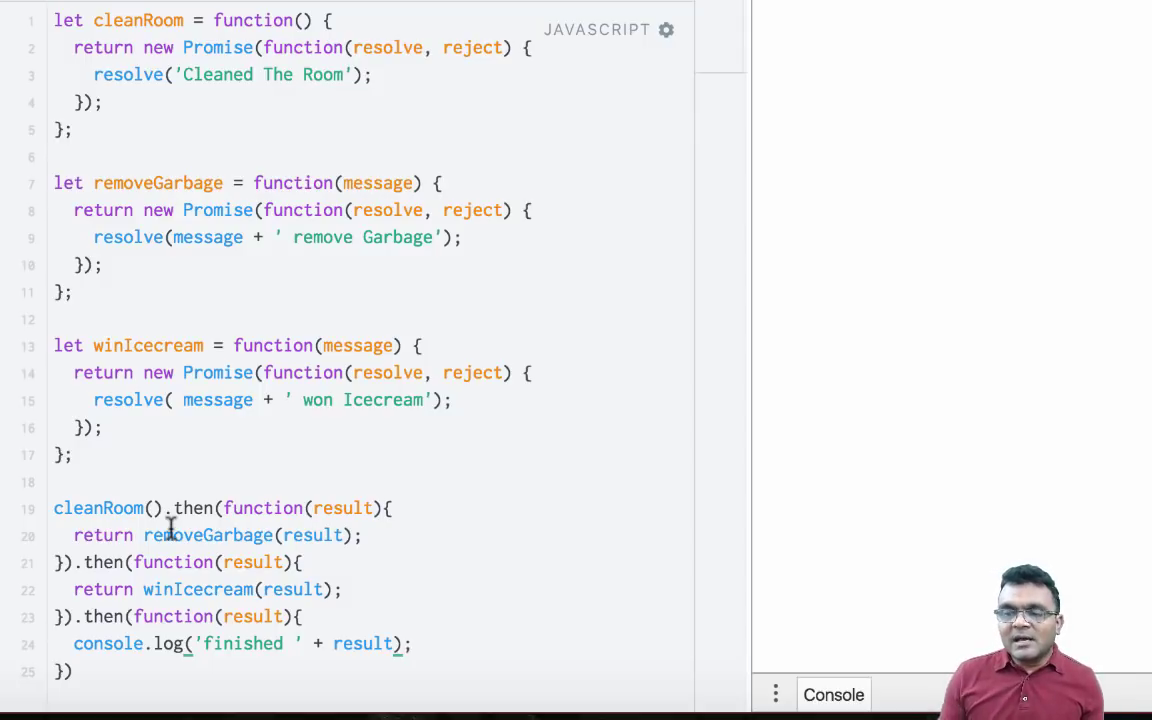 JAVASCRIPT
1 let cleanRoom = function() {
2 return new Promise(function(resolve, reject) {
3 resolve('Cleaned The Room');
4 });
5 };
6
7 let removeGarbage = function(message) {
8 return new Promise(function(resolve, reject) {
9 resolve(message + ' remove Garbage');
10 });
11 };
12
13 let winIcecream = function(message) {
14 return new Promise(function(resolve, reject) {
15 resolve( message + ' won Icecream');
16 });
17 };
18
19 cleanRoom().then(function(result){
20 return removeGarbage(result);
21 }).then(function(result){
22 return winIcecream(result);
23 }).then(function(result){
24 console.log('finished ' + result);
25 })
Console